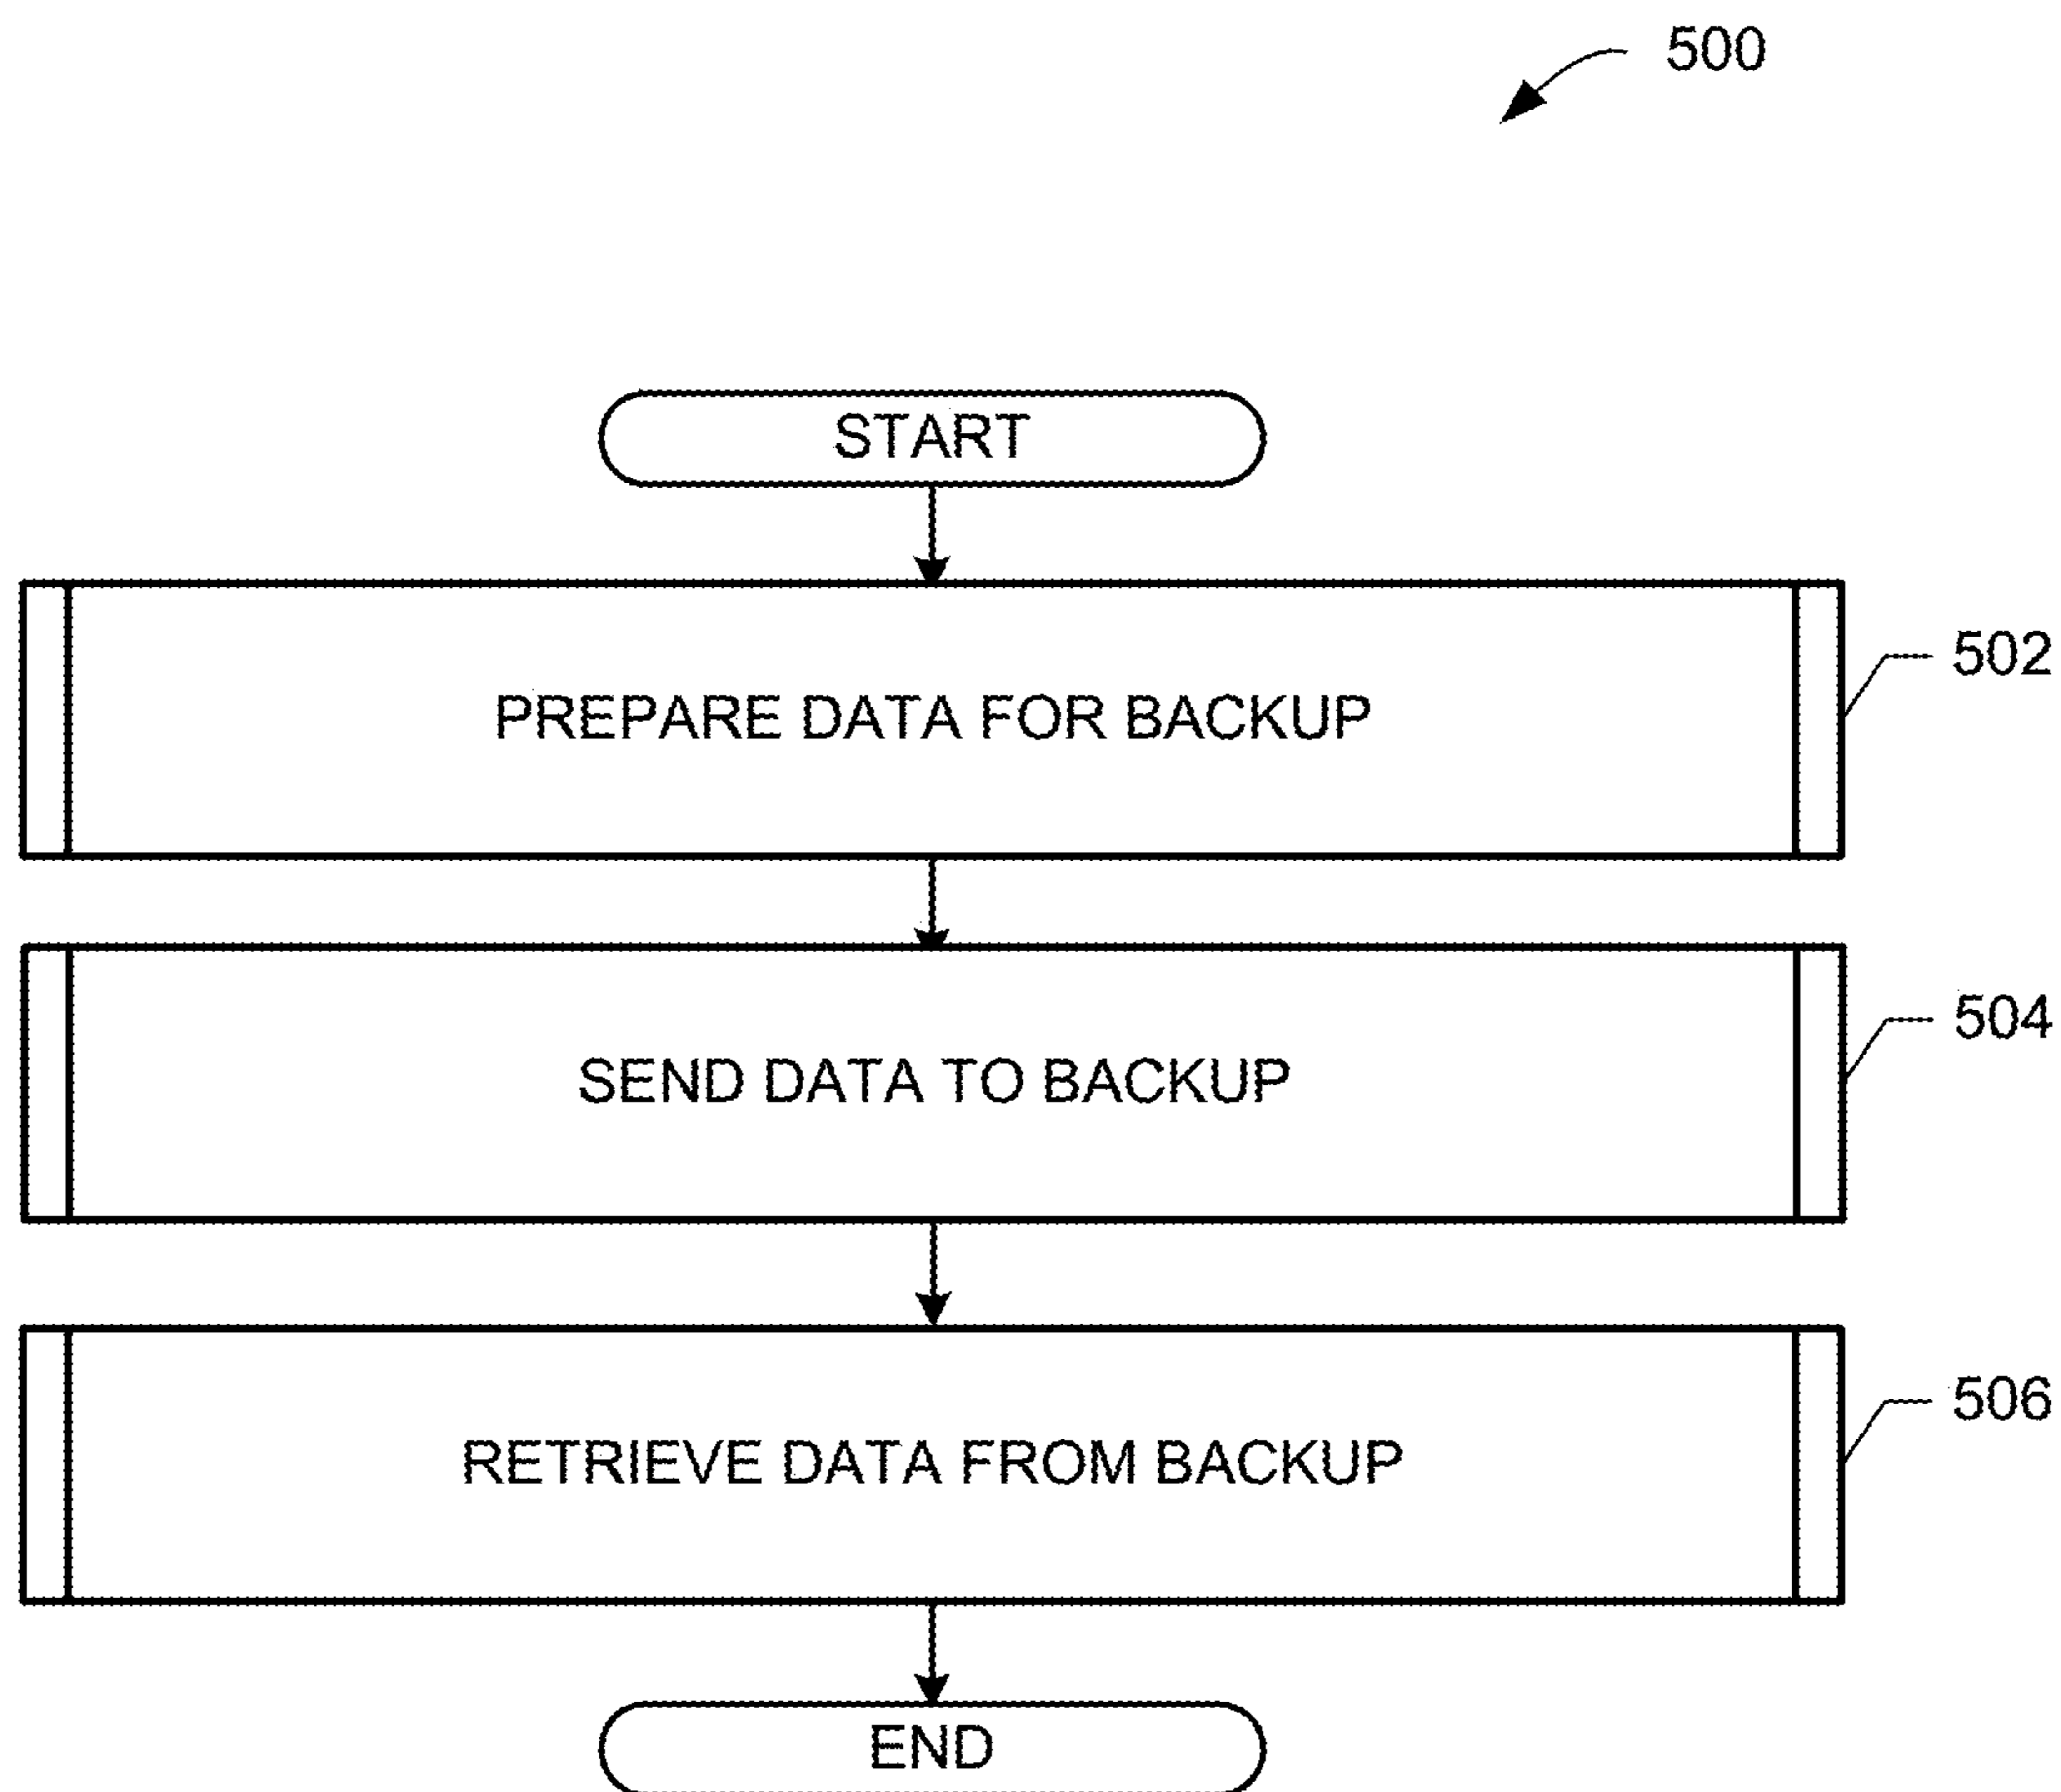 500
START
PREPARE DATA FOR BACKUP
502
SEND DATA TO BACKUP
504
RETRIEVE DATA FROM BACKUP
506
END